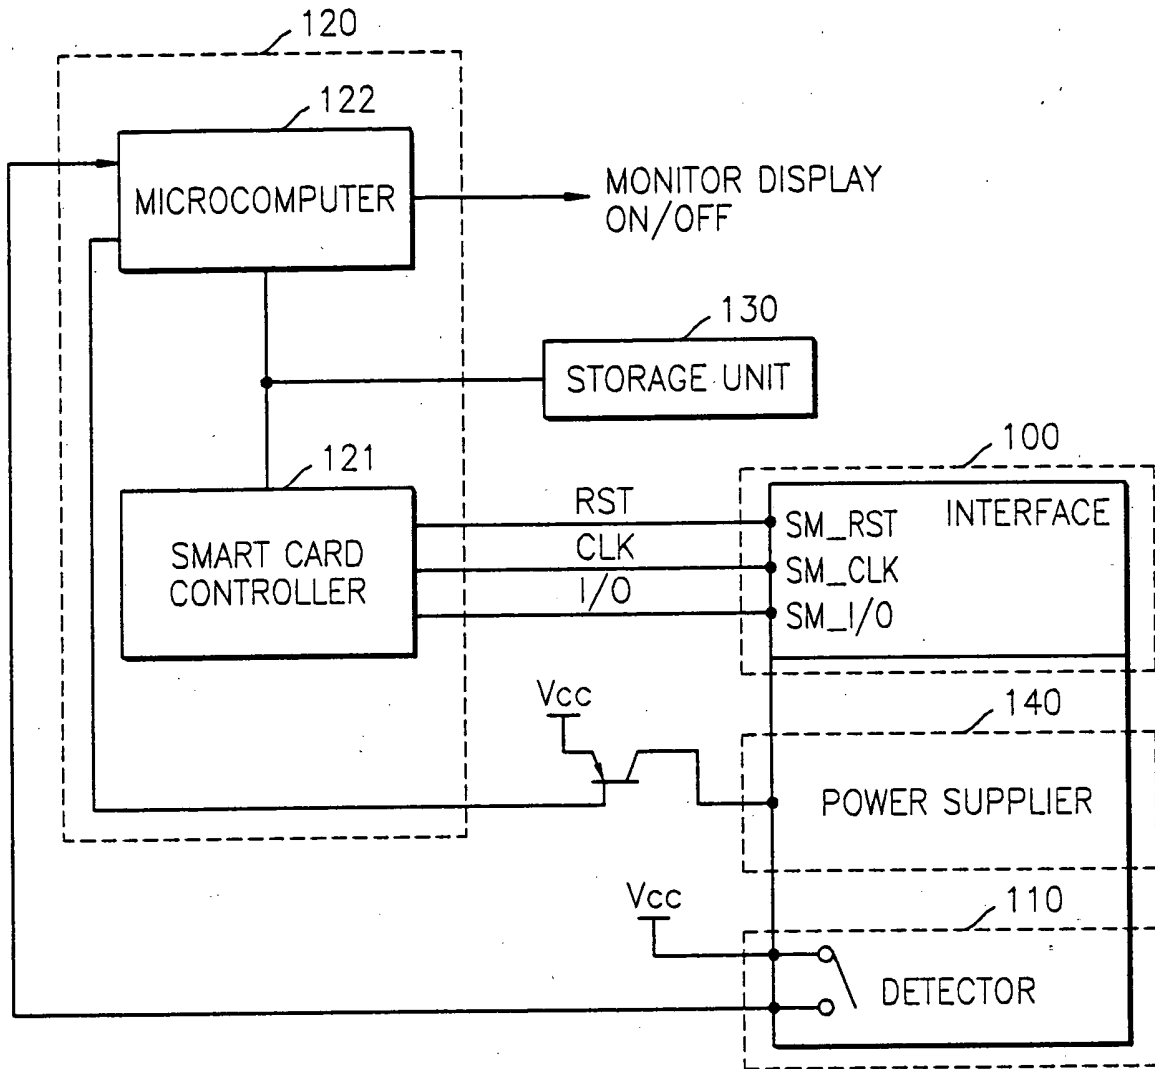 120
122
MICROCOMPUTER
MONITOR DISPLAY
ON/OFF
130
STORAGE UNIT
121
SMART CARD
CONTROLLER
RST
CLK
I/O
100
INTERFACE
SM_RST
SM_CLK
SM_I/O
Vcc
140
POWER SUPPLIER
Vcc
110
DETECTOR